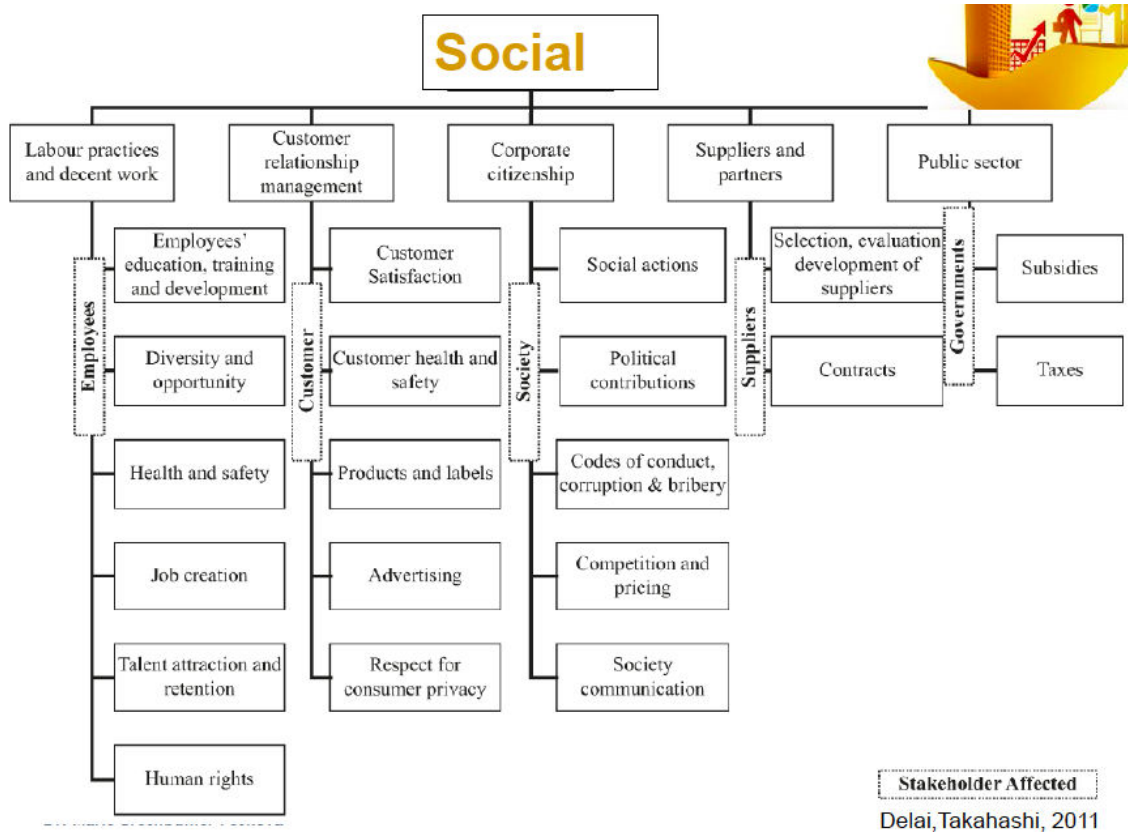 Social
Labour practices
and decent work
Customer
relationship
management
Corporate
citizenship
Suppliers and
partners
Public sector
Employees
Employees'
education, training
and development
Diversity and
opportunity
Health and safety
Job creation
Talent attraction and
retention
Human rights
Customer
Customer
Satisfaction
Customer health and
safety
Products and labels
Advertising
Respect for
consumer privacy
Society
Social actions
Political
contributions
Codes of conduct,
corruption & bribery
Competition and
pricing
Society
communication
Suppliers
Selection, evaluation
development of
suppliers
Contracts
Governments
Subsidies
Taxes
Stakeholder Affected
Delai,Takahashi, 2011